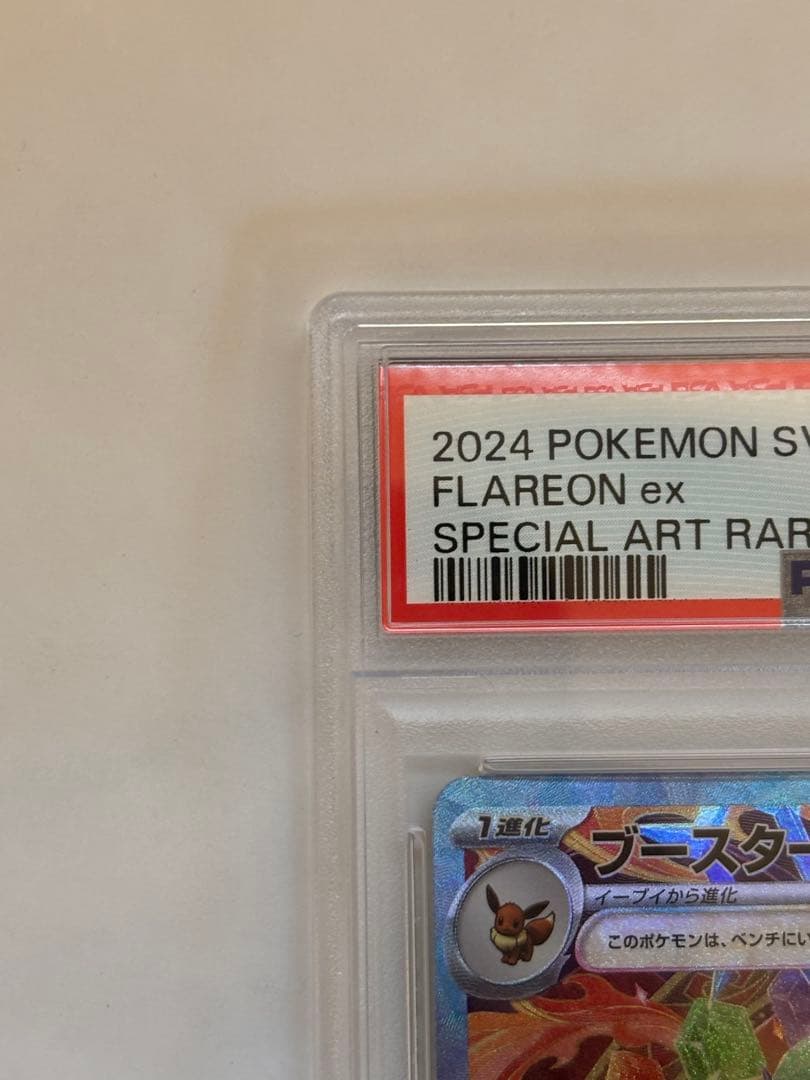 2024 POKEMON SV
FLAREON ex
SPECIAL ART RAR
1進化
ブースター
イーブイから進化
このポケモンは、ベンチにい